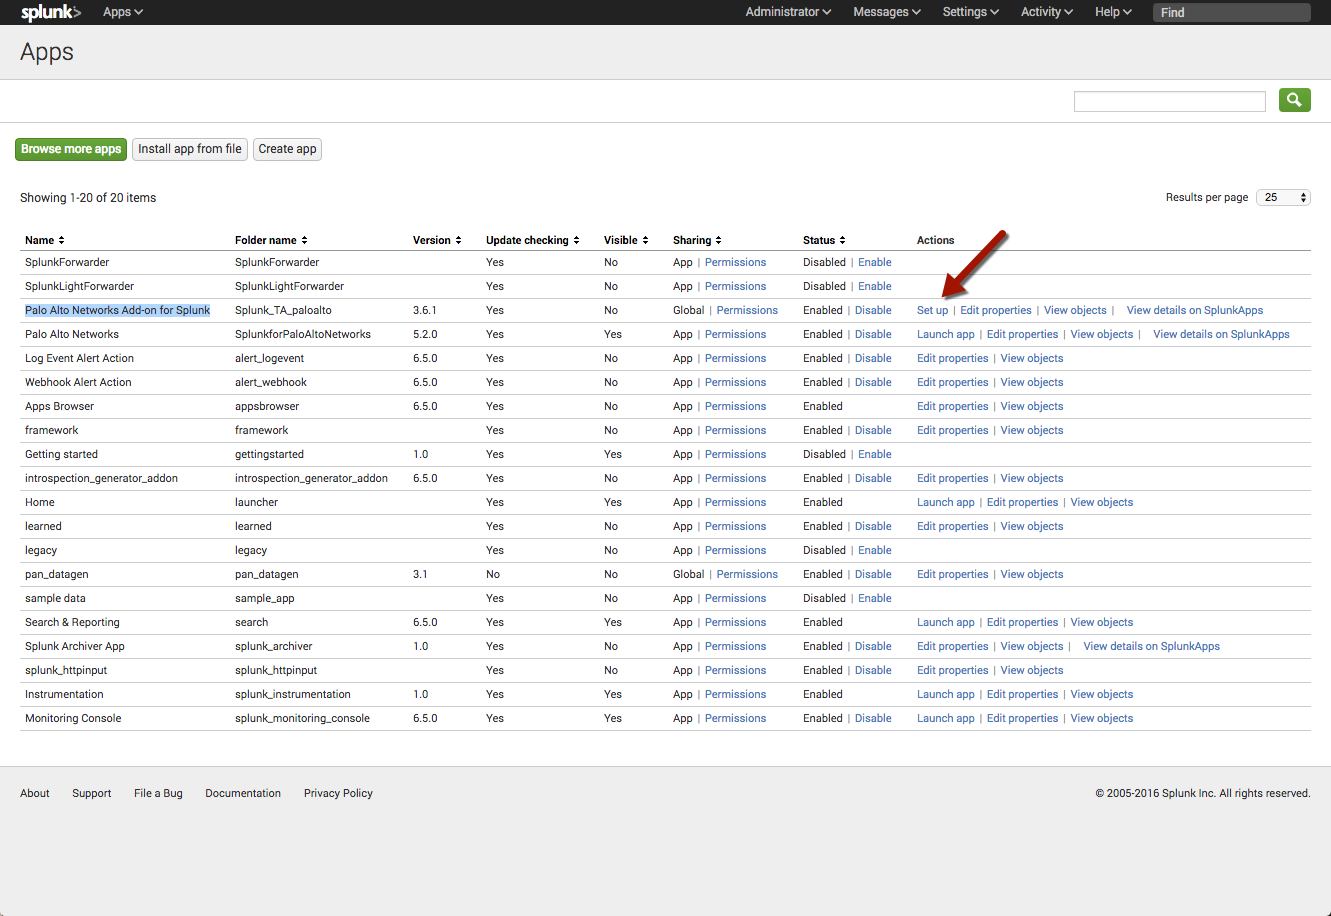 splunk> Apps Administrator Messages Settings Activity Help Find
Apps
Browse more apps Install app from file Create app
Showing 1-20 of 20 items Results per page 25
Name Folder name Version Update checking Visible Sharing Status Actions
SplunkForwarder SplunkForwarder Yes No App | Permissions Disabled | Enable
SplunkLightForwarder SplunkLightForwarder Yes No App | Permissions Disabled | Enable
Palo Alto Networks Add-on for Splunk Splunk_TA_paloalto 3.6.1 Yes No Global | Permissions Enabled | Disable Set up | Edit properties | View objects | View details on SplunkApps
Palo Alto Networks SplunkforPaloAltoNetworks 5.2.0 Yes Yes App | Permissions Enabled | Disable Launch app | Edit properties | View objects | View details on SplunkApps
Log Event Alert Action alert_logevent 6.5.0 Yes No App | Permissions Enabled | Disable Edit properties | View objects
Webhook Alert Action alert_webhook 6.5.0 Yes No App | Permissions Enabled | Disable Edit properties | View objects
Apps Browser appsbrowser 6.5.0 Yes No App | Permissions Enabled Edit properties | View objects
framework framework Yes No App | Permissions Enabled | Disable Edit properties | View objects
Getting started gettingstarted 1.0 Yes Yes App | Permissions Disabled | Enable
introspection_generator_addon introspection_generator_addon 6.5.0 Yes No App | Permissions Enabled | Disable Edit properties | View objects
Home launcher Yes Yes App | Permissions Enabled Launch app | Edit properties | View objects
learned learned Yes No App | Permissions Enabled | Disable Edit properties | View objects
legacy legacy Yes No App | Permissions Disabled | Enable
pan_datagen pan_datagen 3.1 No No Global | Permissions Enabled | Disable Edit properties | View objects
sample data sample_app Yes No App | Permissions Disabled | Enable
Search & Reporting search 6.5.0 Yes Yes App | Permissions Enabled Launch app | Edit properties | View objects
Splunk Archiver App splunk_archiver 1.0 Yes No App | Permissions Enabled | Disable Edit properties | View objects | View details on SplunkApps
splunk_httpinput splunk_httpinput Yes No App | Permissions Enabled | Disable Edit properties | View objects
Instrumentation splunk_instrumentation 1.0 Yes Yes App | Permissions Enabled Launch app | Edit properties | View objects
Monitoring Console splunk_monitoring_console 6.5.0 Yes Yes App | Permissions Enabled | Disable Launch app | Edit properties | View objects
About Support File a Bug Documentation Privacy Policy © 2005-2016 Splunk Inc. All rights reserved.